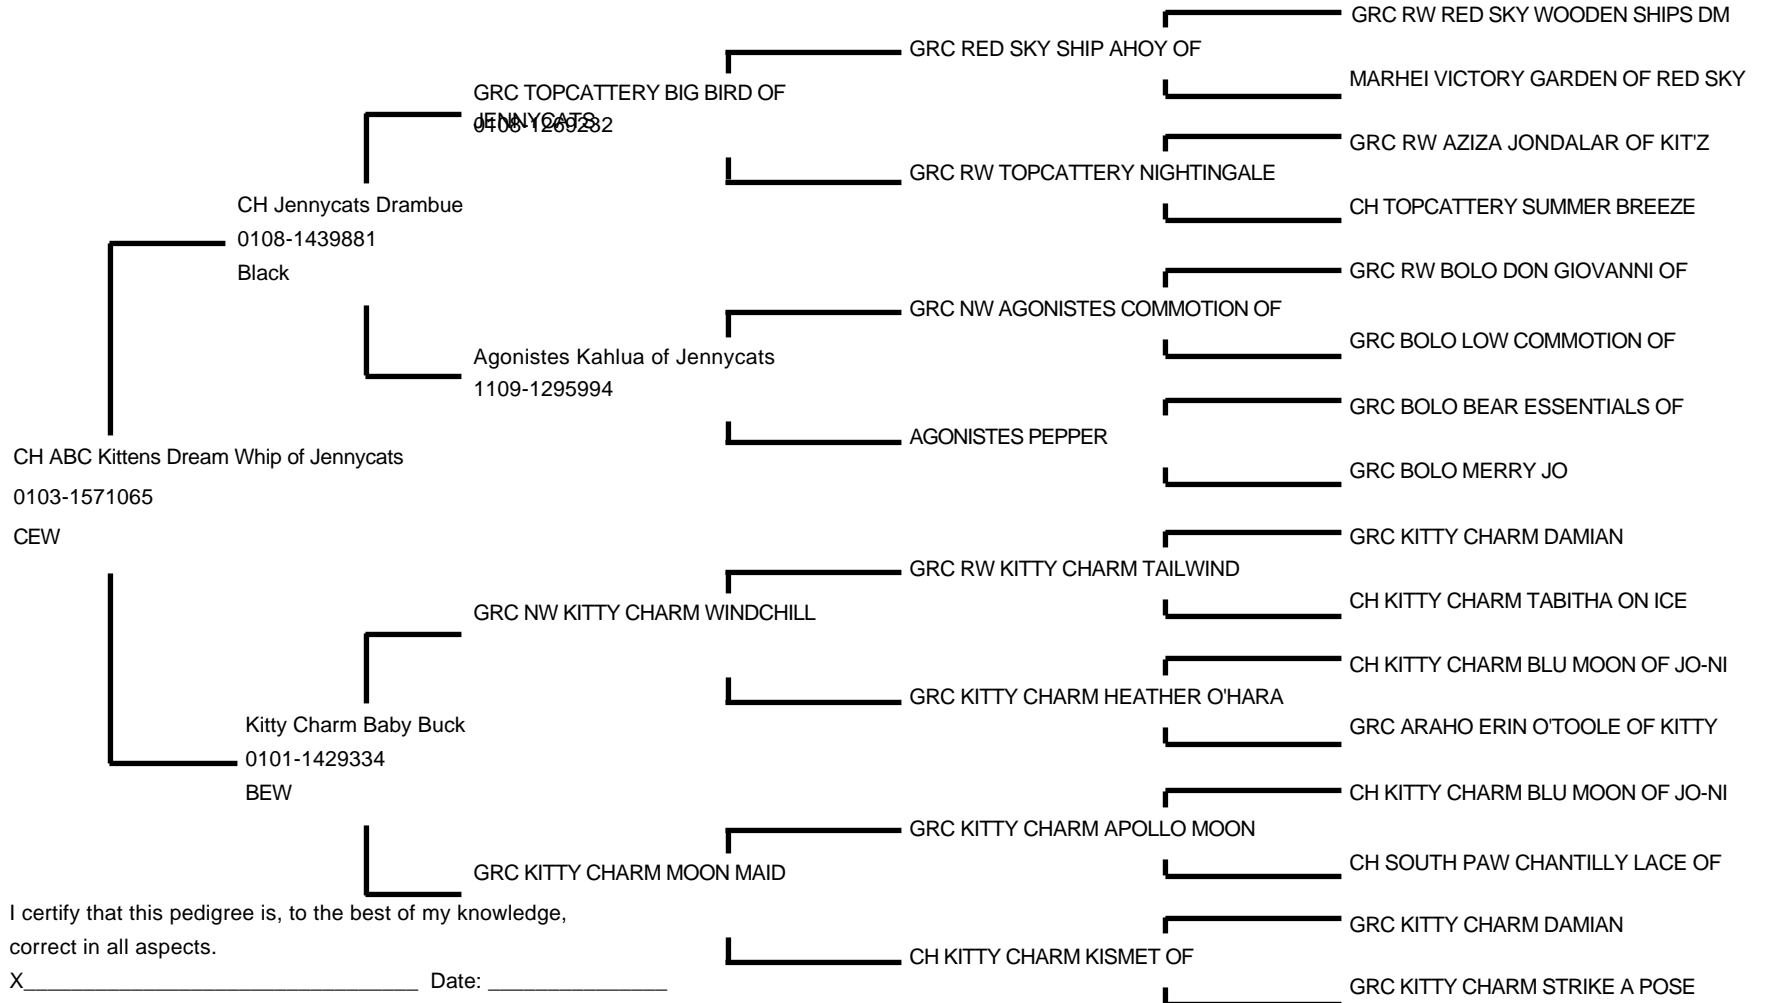 GRC RW RED SKY WOODEN SHIPS DM
GRC RED SKY SHIP AHOY OF
MARHEI VICTORY GARDEN OF RED SKY
GRC TOPCATTERY BIG BIRD OF
JENNYCATS
0108-1269232
GRC RW AZIZA JONDALAR OF KIT'Z
GRC RW TOPCATTERY NIGHTINGALE
CH TOPCATTERY SUMMER BREEZE
CH Jennycats Drambue
0108-1439881
Black
GRC RW BOLO DON GIOVANNI OF
GRC NW AGONISTES COMMOTION OF
GRC BOLO LOW COMMOTION OF
Agonistes Kahlua of Jennycats
1109-1295994
GRC BOLO BEAR ESSENTIALS OF
AGONISTES PEPPER
GRC BOLO MERRY JO
CH ABC Kittens Dream Whip of Jennycats
0103-1571065
CEW
GRC KITTY CHARM DAMIAN
GRC RW KITTY CHARM TAILWIND
CH KITTY CHARM TABITHA ON ICE
GRC NW KITTY CHARM WINDCHILL
CH KITTY CHARM BLU MOON OF JO-NI
GRC KITTY CHARM HEATHER O'HARA
GRC ARAHO ERIN O'TOOLE OF KITTY
Kitty Charm Baby Buck
0101-1429334
BEW
CH KITTY CHARM BLU MOON OF JO-NI
GRC KITTY CHARM APOLLO MOON
CH SOUTH PAW CHANTILLY LACE OF
GRC KITTY CHARM MOON MAID
GRC KITTY CHARM DAMIAN
CH KITTY CHARM KISMET OF
GRC KITTY CHARM STRIKE A POSE
I certify that this pedigree is, to the best of my knowledge,
correct in all aspects.
X_________________________________ Date: _______________